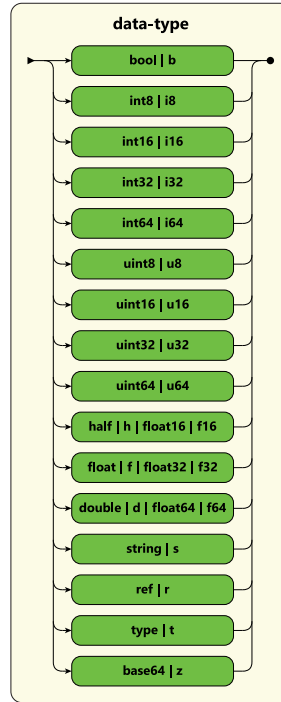 data-type
bool | b
int8 | i8
int16 | i16
int32 | i32
int64 | i64
uint8 | u8
uint16 | u16
uint32 | u32
uint64 | u64
half | h | float16 | f16
float | f | float32 | f32
double | d | float64 | f64
string | s
ref | r
type | t
base64 | z